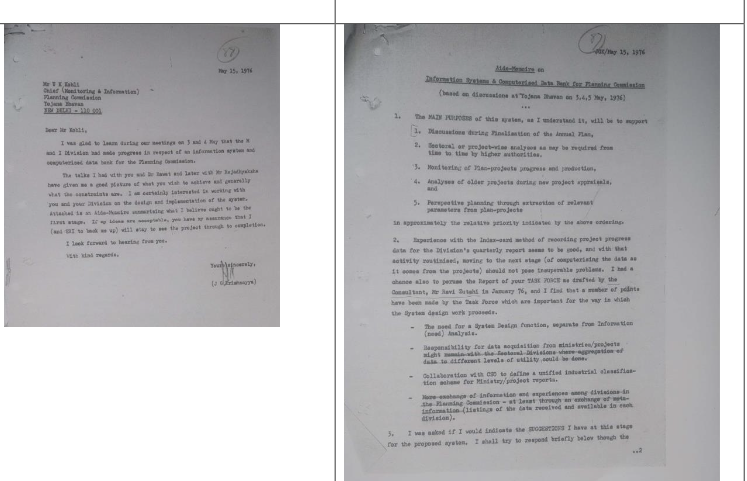 May 15, 1976
Chief (Monitoring & Information)
Planning Commission
Yojana Bhavan
NEW DELHI - 110 001
Dear Mr Kohli,
I was glad to learn during our meetings on 3 and 4 May that the M
and I Division had made progress in respect of an information system and
computerised data bank for the Planning Commission.
The talks I had with you and Mr Rawat and later with Mr
have given me a good picture of what you wish to achieve and generally
what the constraints are. I am certainly interested in working with
you and your Division on the design and implementation of the system.
Attached is an Aide-Memoire summarising what I believe ought to be the
first stage. If my ideas are acceptable, you have my assurance that I
(and to back me up) will stay to see the project through to completion.
I look forward to hearing from you.
With kind regards,
Yours sincerely,
May 15, 1976
Aide-Memoire on
Information Systems & Computerised Data Bank for Planning Commission
(based on discussions at Yojana Bhavan on 3,4,5 May, 1976)
...
1. The MAIN PURPOSES of this system, as I understand it, will be to support
1. Discussions during Finalisation of the Annual Plan,
2. Sectoral or project-wise analyses as may be required from
time to time by higher authorities.
3. Monitoring of Plan-projects progress and production,
4. Analyses of older projects during new project appraisals,
and
5. Perspective planning through extraction of relevant
parameters from plan-projects
in approximately the relative priority indicated by the above ordering.
2. Experience with the index-card method of recording project progress
data for the Division's quarterly report seems to be good, and with that
activity routinised, moving to the next stage (of computerising the data as
it comes from the projects) should not pose insuperable problems. I had a
chance also to peruse the Report of your TASK FORCE as drafted by the
Consultant, Mr Ravi in January 76, and I find that a number of points
have been made by the Task Force which are important for the way in which
the System design work proceeds.
- The need for a System Design function, separate from Information
(need) Analysis.
- Responsibility for data acquisition from ministries/projects
might remain with the Sectoral Divisions where aggregation of
data in different levels of utility could be done.
- Collaboration with CSO to define a unified industrial classifica-
tion scheme for Ministry/project reports.
- More exchange of information and experiences among divisions in
the Planning Commission - at least through an exchange of meta-
information (listings of the data received and available in each
division).
3. I was asked if I would indicate the SUGGESTIONS I have at this stage
for the proposed system. I shall try to respond briefly below though the
..2